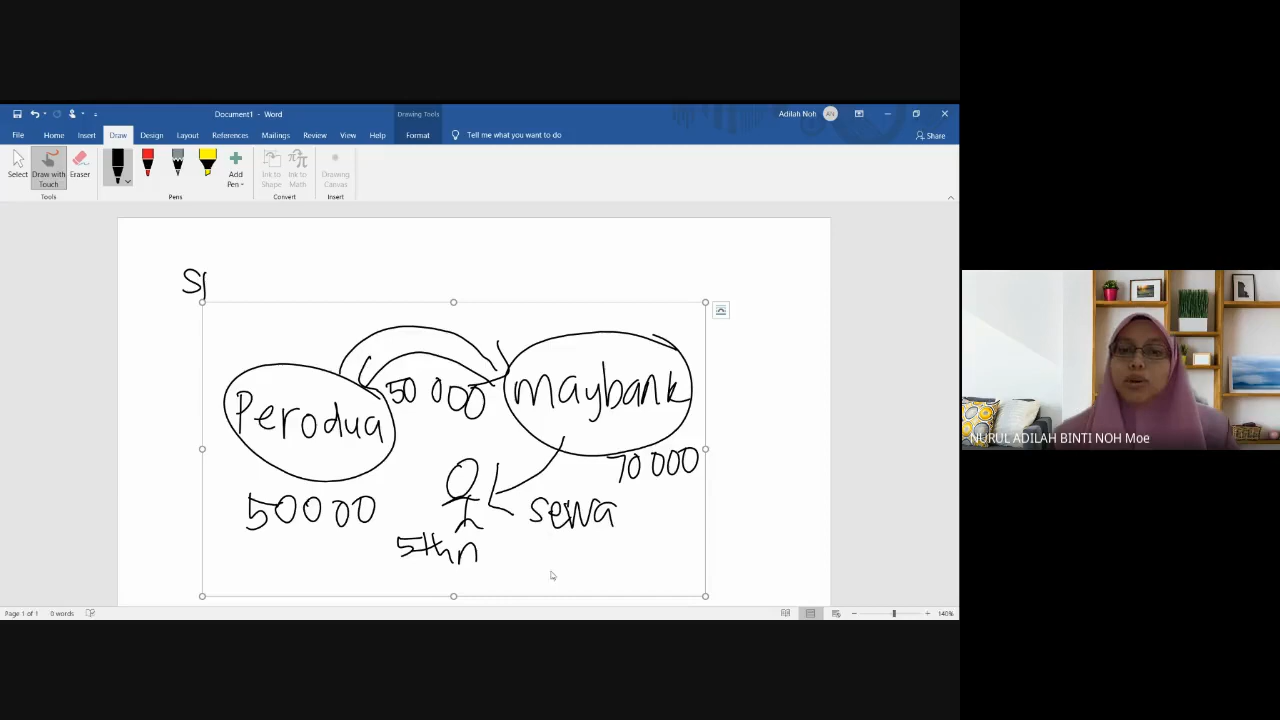 Document1 - Word
Drawing Tools
Adilah Noh
AN
File
Home
Insert
Draw
Design
Layout
References
Mailings
Review
View
Help
Format
Tell me what you want to do
Share
Select
Draw with
Touch
Eraser
Add
Pen
Ink to
Shape
Ink to
Math
Drawing
Canvas
Tools
Pens
Convert
Insert
Perodua
50 000
maybank
70 000
50000
sewa
5thn
NURUL ADILAH BINTI NOH Moe
Page 1 of 1
0 words
140%